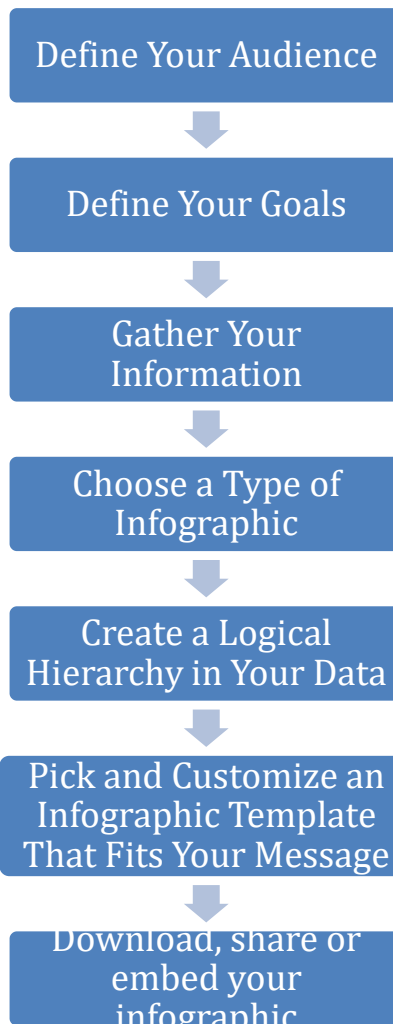 Define Your Audience
Define Your Goals
Gather Your
Information
Choose a Type of
Infographic
Create a Logical
Hierarchy in Your Data
Pick and Customize an
Infographic Template
That Fits Your Message
Download, share or
embed your
infographic